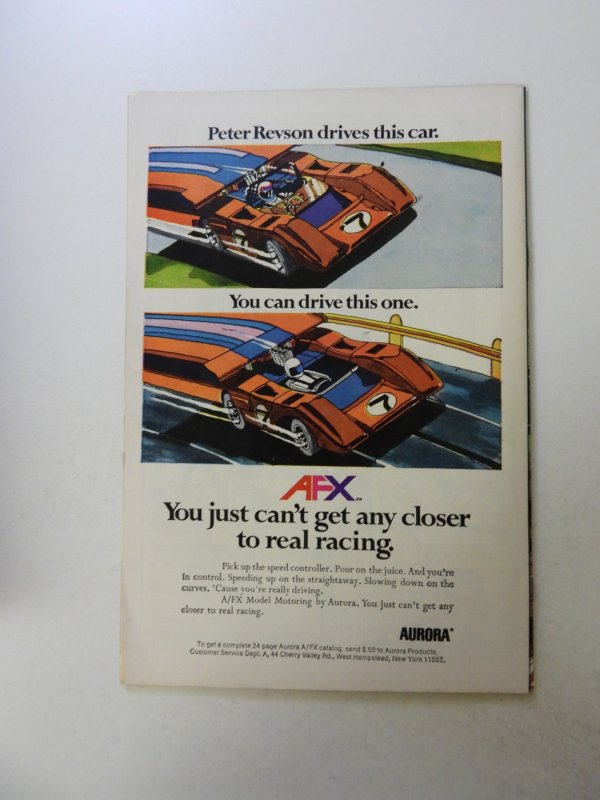 Peter Revson drives this car.
7
You can drive this one.
7
AFX™
You just can't get any closer
to real racing.
Pick up the speed controller. Pour on the juice. And you're
in control. Speeding up on the straightaway. Slowing down on the
curves. 'Cause you're really driving.
A/FX Model Motoring by Aurora. You just can't get any
closer to real racing.
AURORA®
To get a complete 24 page Aurora A/FX catalog, send $.50 to Aurora Products,
Customer Service Dept. A, 44 Cherry Valley Rd., West Hempstead, New York 11552.